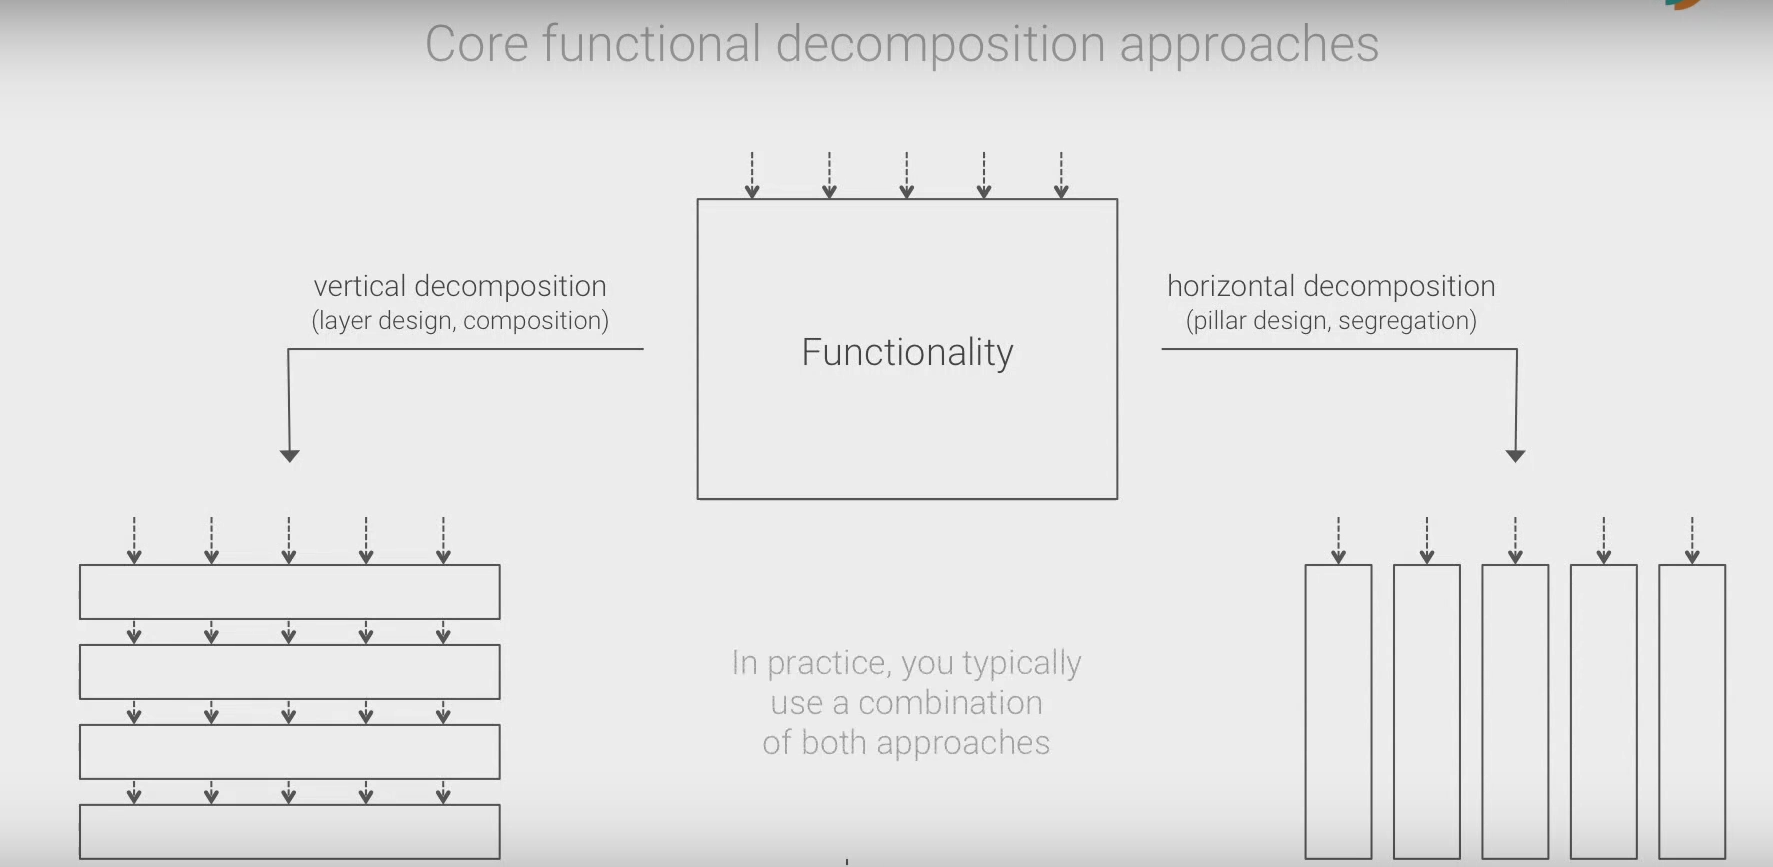 Core functional decomposition approaches
vertical decomposition
(layer design, composition)
Functionality
horizontal decomposition
(pillar design, segregation)
In practice, you typically
use a combination
of both approaches